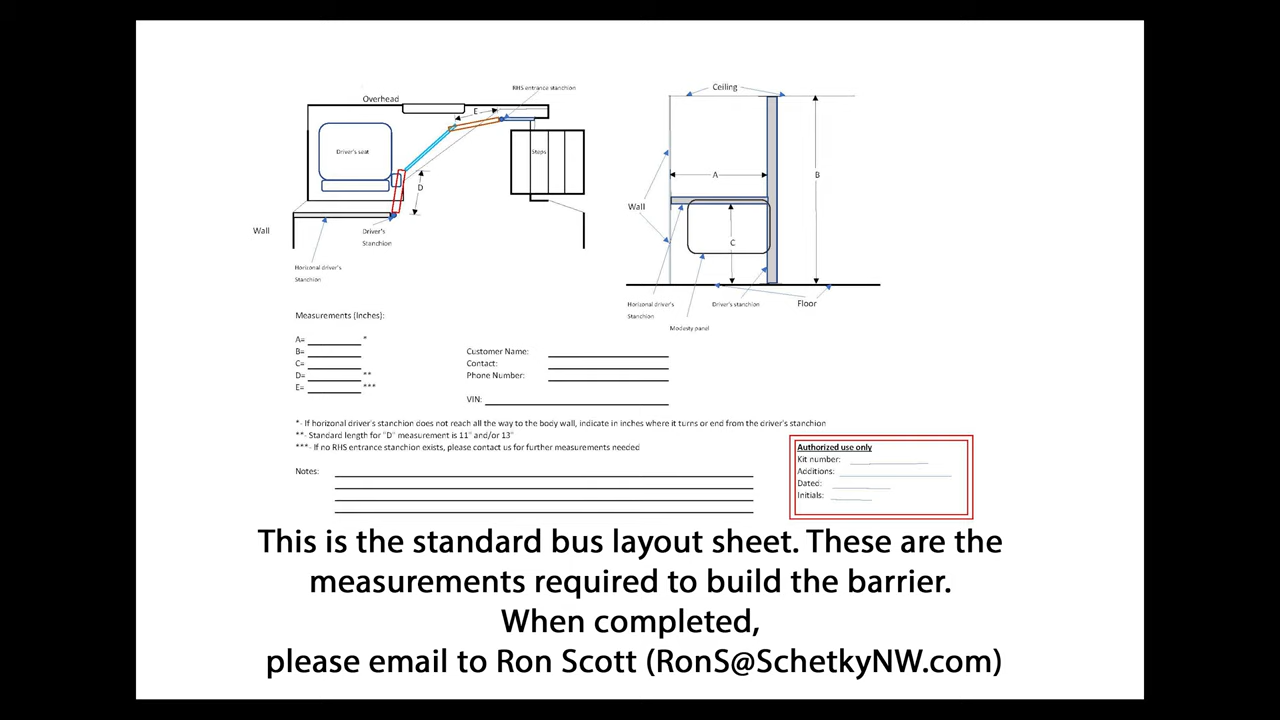 Overhead
RHS entrance stanchion
E
Driver's seat
Steps
D
Wall
Driver's
Stanchion
Horizonal driver's
Stanchion
Ceiling
A
B
Wall
C
Horizonal driver's
Stanchion
Driver's stanchion
Floor
Modesty panel
Measurements (Inches):
A= *
B=
C=
D= **
E= ***
Customer Name:
Contact:
Phone Number:
VIN:
*- If horizonal driver's stanchion does not reach all the way to the body wall, indicate in inches where it turns or end from the driver's stanchion
**- Standard length for "D" measurement is 11" and/or 13"
***- If no RHS entrance stanchion exists, please contact us for further measurements needed
Notes:
Authorized use only
Kit number:
Additions:
Dated:
Initials:
This is the standard bus layout sheet. These are the
measurements required to build the barrier.
When completed,
please email to Ron Scott (RonS@SchetkyNW.com)